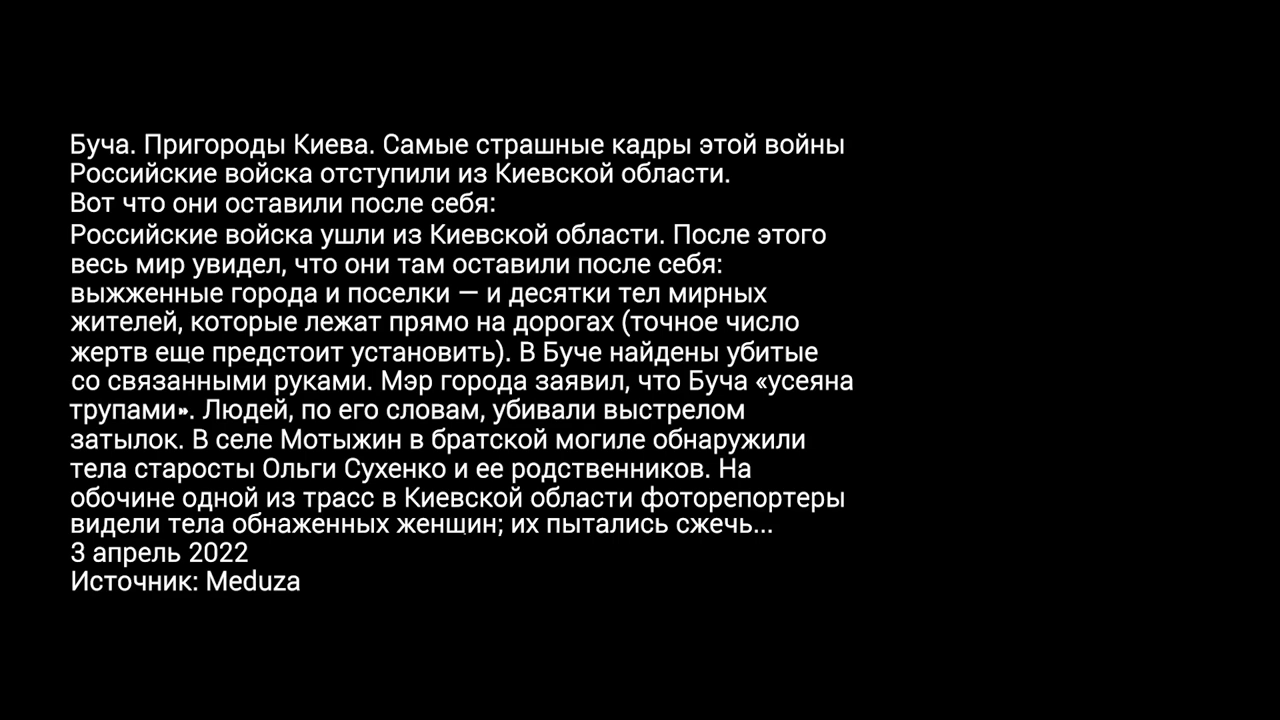 Буча. Пригороды Киева. Самые страшные кадры этой войны
Российские войска отступили из Киевской области.
Вот что они оставили после себя:
Российские войска ушли из Киевской области. После этого
весь мир увидел, что они там оставили после себя:
выжженные города и поселки — и десятки тел мирных
жителей, которые лежат прямо на дорогах (точное число
жертв еще предстоит установить). В Буче найдены убитые
со связанными руками. Мэр города заявил, что Буча «усеяна
трупами». Людей, по его словам, убивали выстрелом
затылок. В селе Мотыжин в братской могиле обнаружили
тела старосты Ольги Сухенко и ее родственников. На
обочине одной из трасс в Киевской области фоторепортеры
видели тела обнаженных женщин; их пытались сжечь...
3 апрель 2022
Источник: Meduza